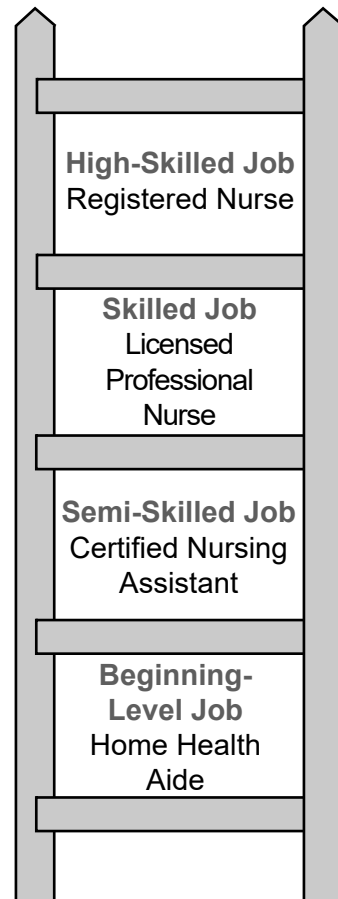 High-Skilled Job
Registered Nurse
Skilled Job
Licensed
Professional
Nurse
Semi-Skilled Job
Certified Nursing
Assistant
Beginning-
Level Job
Home Health
Aide